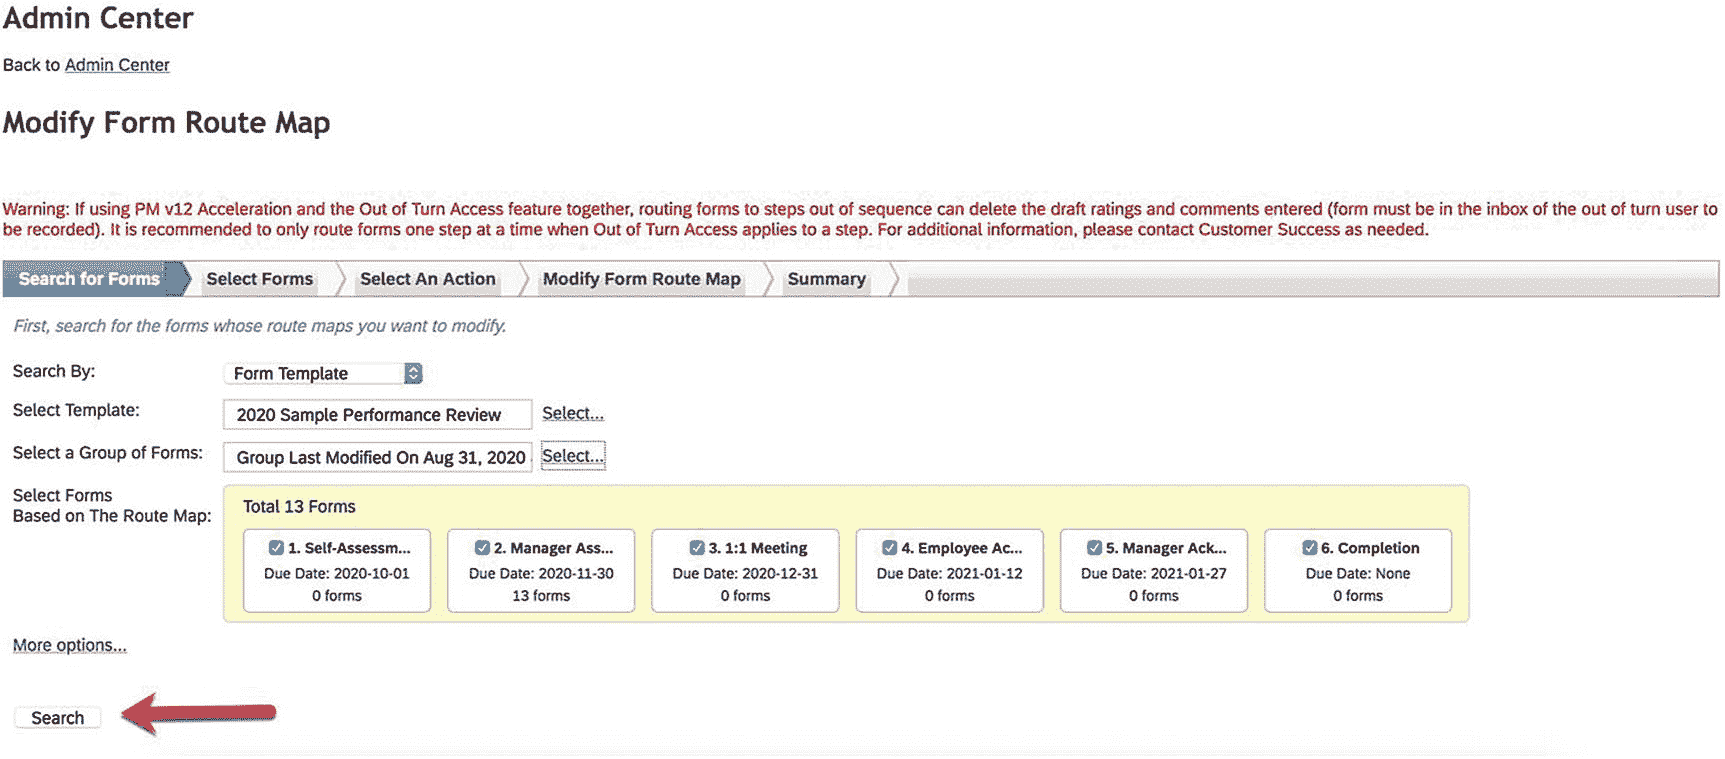 Admin Center
Back to Admin Center
Modify Form Route Map
Warning: If using PM v12 Acceleration and the Out of Turn Access feature together, routing forms to steps out of sequence can delete the draft ratings and comments entered (form must be in the inbox of the out of turn user to
be recorded). It is recommended to only route forms one step at a time when Out of Turn Access applies to a step. For additional information, please contact Customer Success as needed.
Search for Forms Select Forms Select An Action Modify Form Route Map Summary
First, search for the forms whose route maps you want to modify.
Search By: Form Template
Select Template: 2020 Sample Performance Review Select...
Select a Group of Forms: Group Last Modified On Aug 31, 2020 Select...
Select Forms
Based on The Route Map:
Total 13 Forms
1. Self-Assessm...
Due Date: 2020-10-01
0 forms
2. Manager Ass...
Due Date: 2020-11-30
13 forms
3. 1:1 Meeting
Due Date: 2020-12-31
0 forms
4. Employee Ac...
Due Date: 2021-01-12
0 forms
5. Manager Ack...
Due Date: 2021-01-27
0 forms
6. Completion
Due Date: None
0 forms
More options...
Search